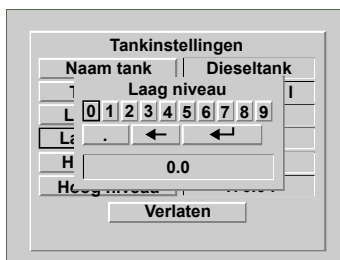 Tankinstellingen
Naam tank Dieseltank
Laag niveau
0 1 2 3 4 5 6 7 8 9
.
0.0
Verlaten